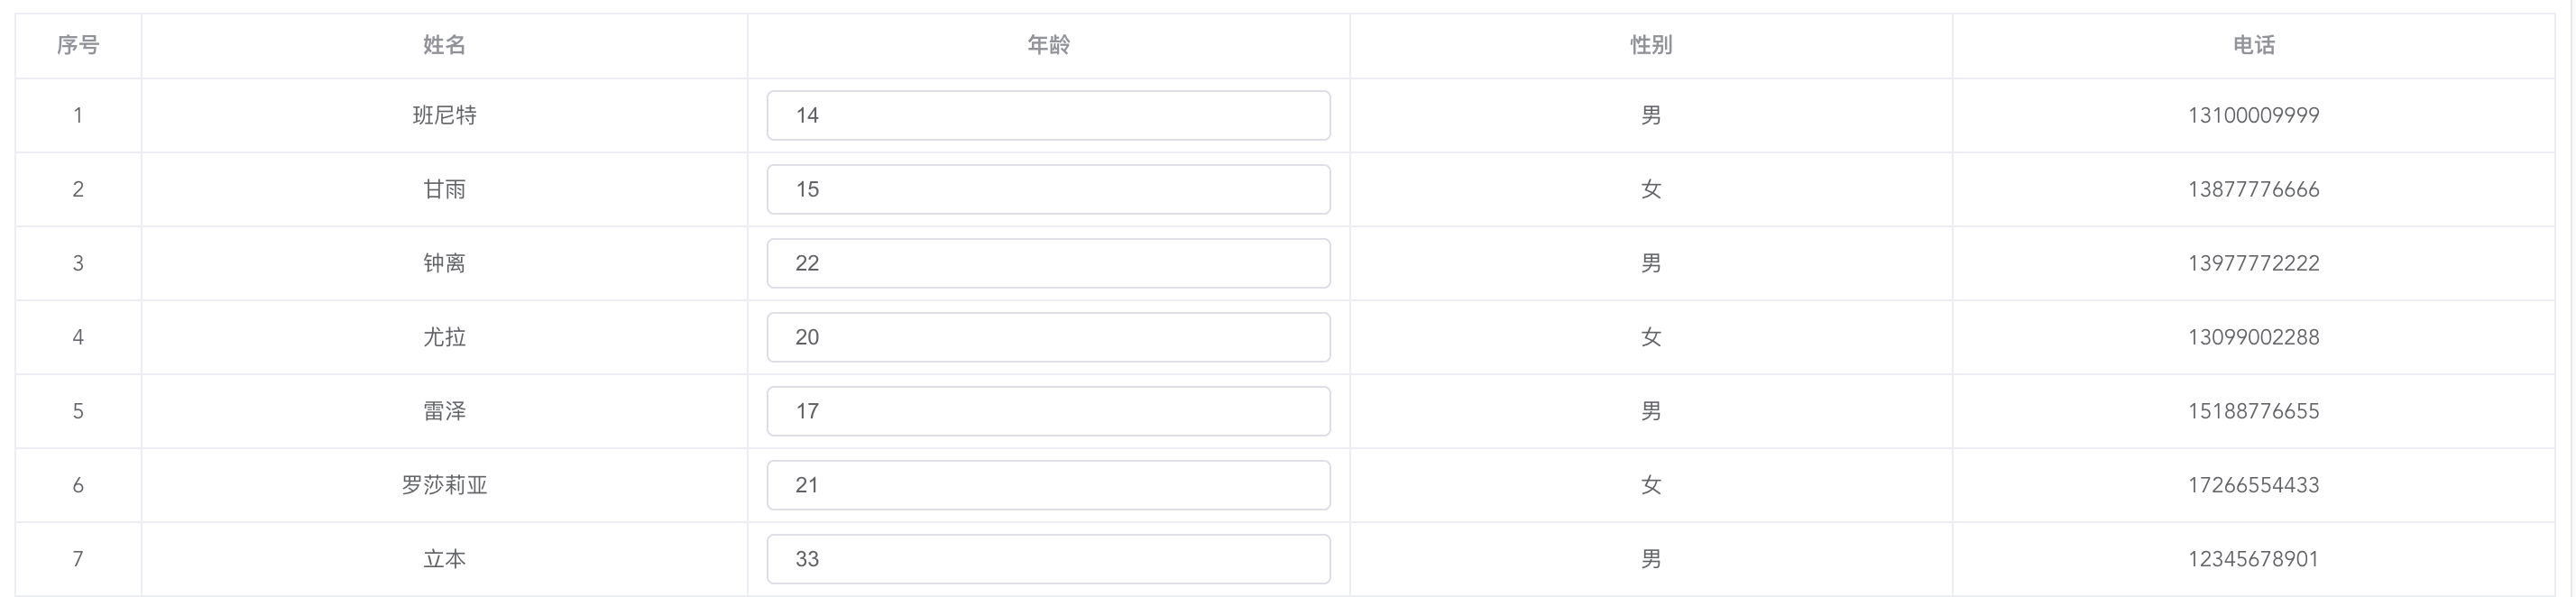 序号 姓名 年龄 性别 电话
1 班尼特 14 男 13100009999
2 甘雨 15 女 13877776666
3 钟离 22 男 13977772222
4 尤拉 20 女 13099002288
5 雷泽 17 男 15188776655
6 罗莎莉亚 21 女 17266554433
7 立本 33 男 12345678901